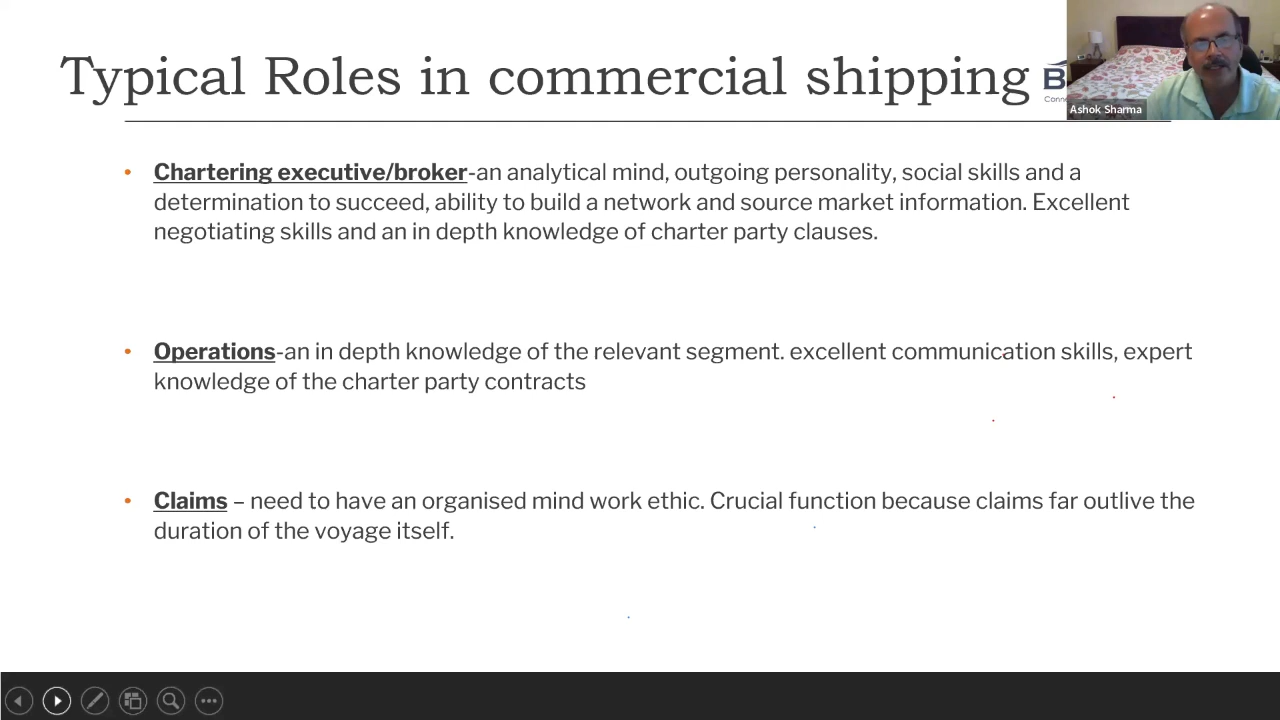 Typical Roles in commercial shipping
B
Ashok Sharma
• Chartering executive/broker-an analytical mind, outgoing personality, social skills and a
determination to succeed, ability to build a network and source market information. Excellent
negotiating skills and an in depth knowledge of charter party clauses.
• Operations-an in depth knowledge of the relevant segment. excellent communication skills, expert
knowledge of the charter party contracts
• Claims – need to have an organised mind work ethic. Crucial function because claims far outlive the
duration of the voyage itself.